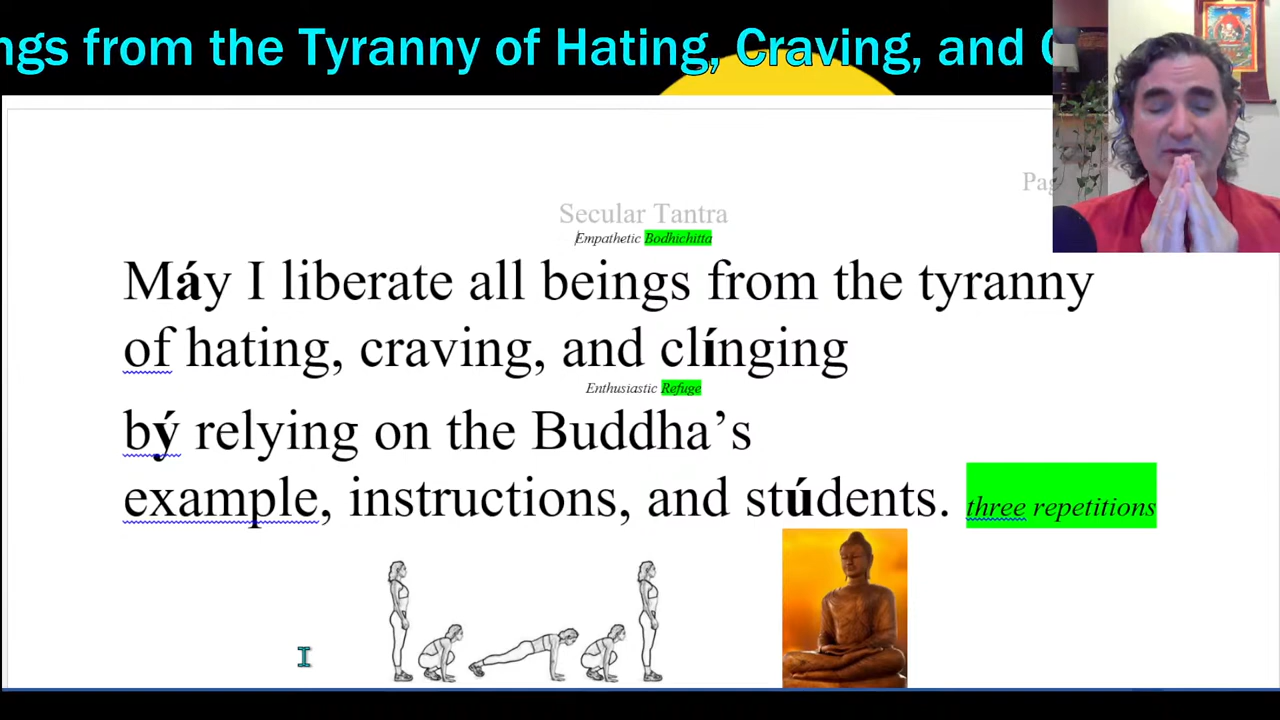 ngs from the Tyranny of Hating, Craving, and
Secular Tantra
Empathetic Bodhichitta
Máy I liberate all beings from the tyranny
of hating, craving, and clínging
Enthusiastic Refuge
bý relying on the Buddha’s
example, instructions, and stúdents. three repetitions